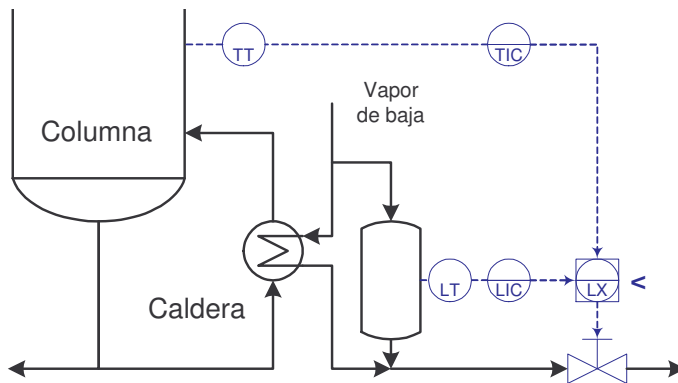 TT
TIC
Vapor
de baja
Columna
LT
LIC
LX
<
Caldera